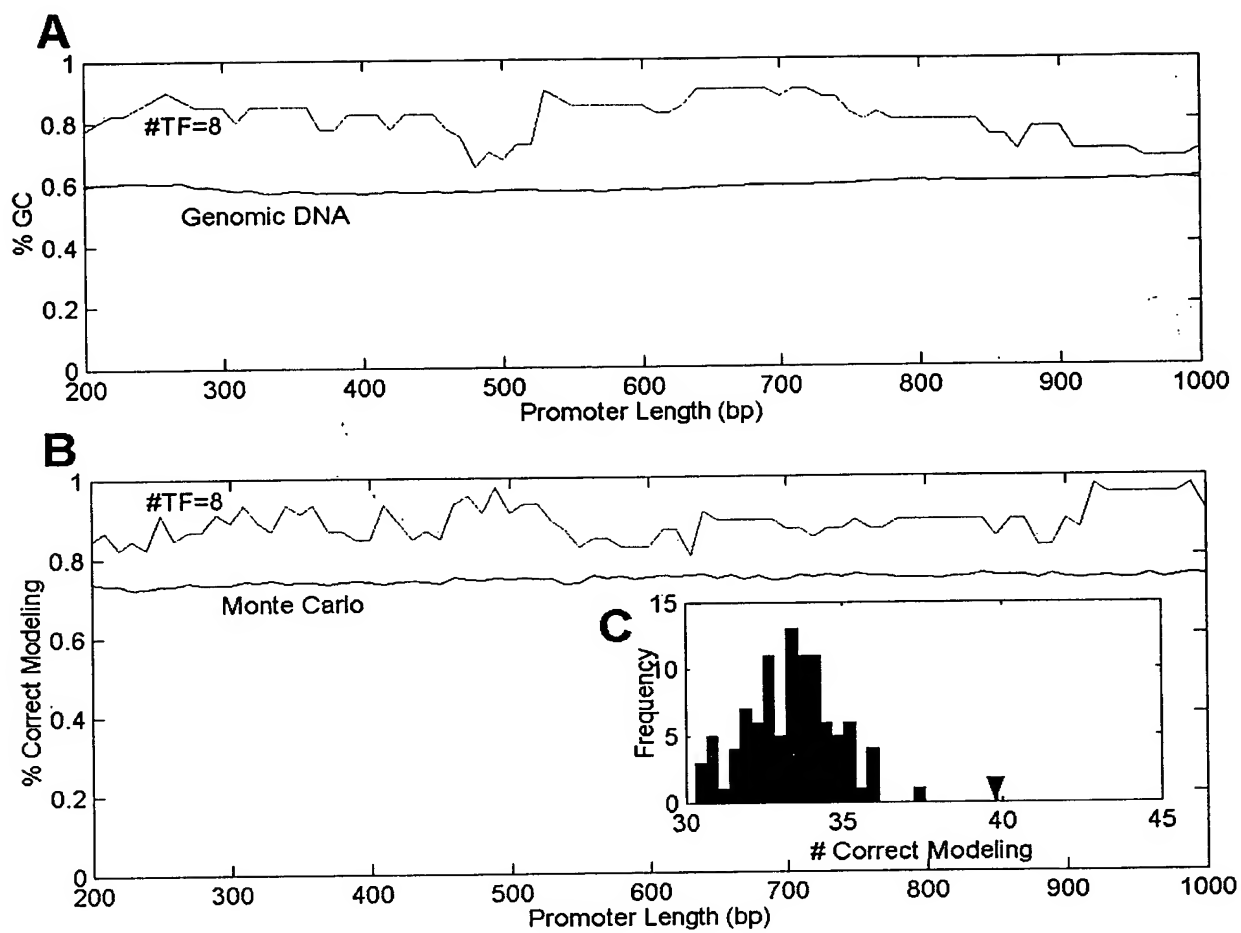 A
1
0.8
0.6
0.4
0.2
0
% GC
#TF=8
Genomic DNA
200 300 400 500 600 700 800 900 1000
Promoter Length (bp)
B
1
0.8
0.6
0.4
0.2
0
% Correct Modeling
#TF=8
Monte Carlo
200 300 400 500 600 700 800 900 1000
Promoter Length (bp)
C
15
10
5
0
Frequency
30 35 40 45
# Correct Modeling